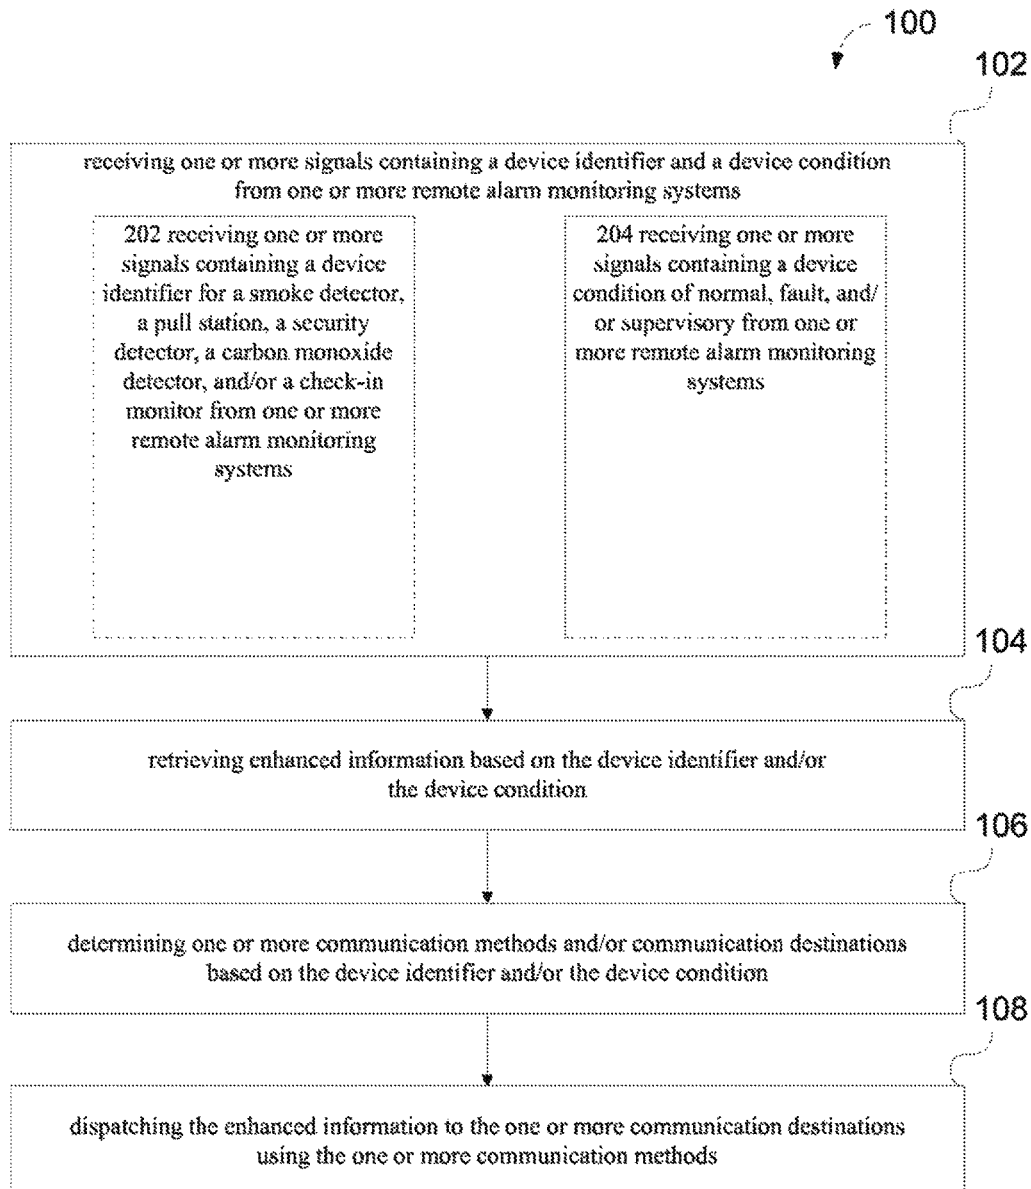 100
102
receiving one or more signals containing a device identifier and a device condition
from one or more remote alarm monitoring systems
202 receiving one or more
signals containing a device
identifier for a smoke detector,
a pull station, a security
detector, a carbon monoxide
detector, and/or a check-in
monitor from one or more
remote alarm monitoring
systems
204 receiving one or more
signals containing a device
condition of normal, fault, and/
or supervisory from one or
more remote alarm monitoring
systems
104
retrieving enhanced information based on the device identifier and/or
the device condition
106
determining one or more communication methods and/or communication destinations
based on the device identifier and/or the device condition
108
dispatching the enhanced information to the one or more communication destinations
using the one or more communication methods